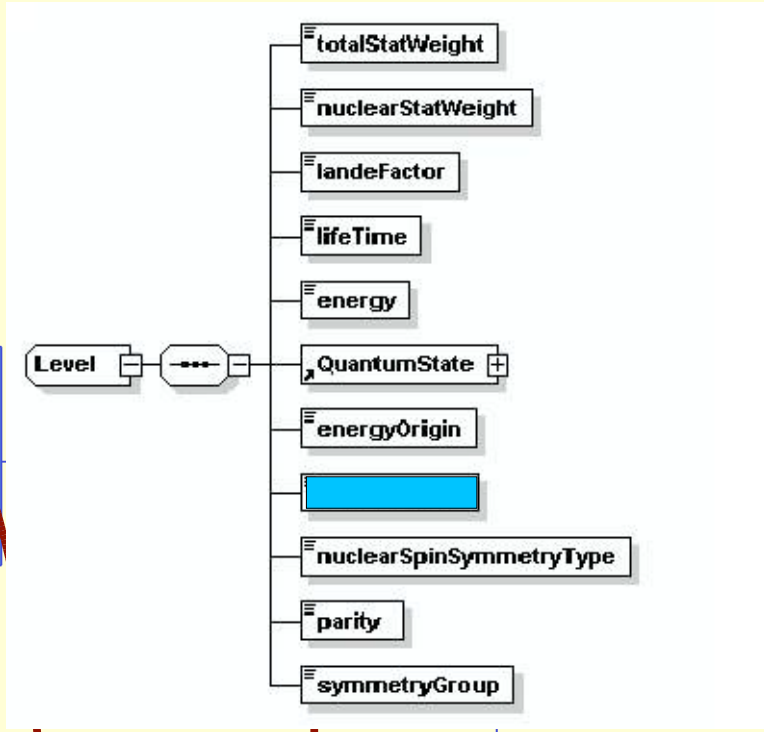 totalStatWeight
nuclearStatWeight
landeFactor
lifeTime
energy
Level
QuantumState
energyOrigin
nuclearSpinSymmetryType
parity
symmetryGroup